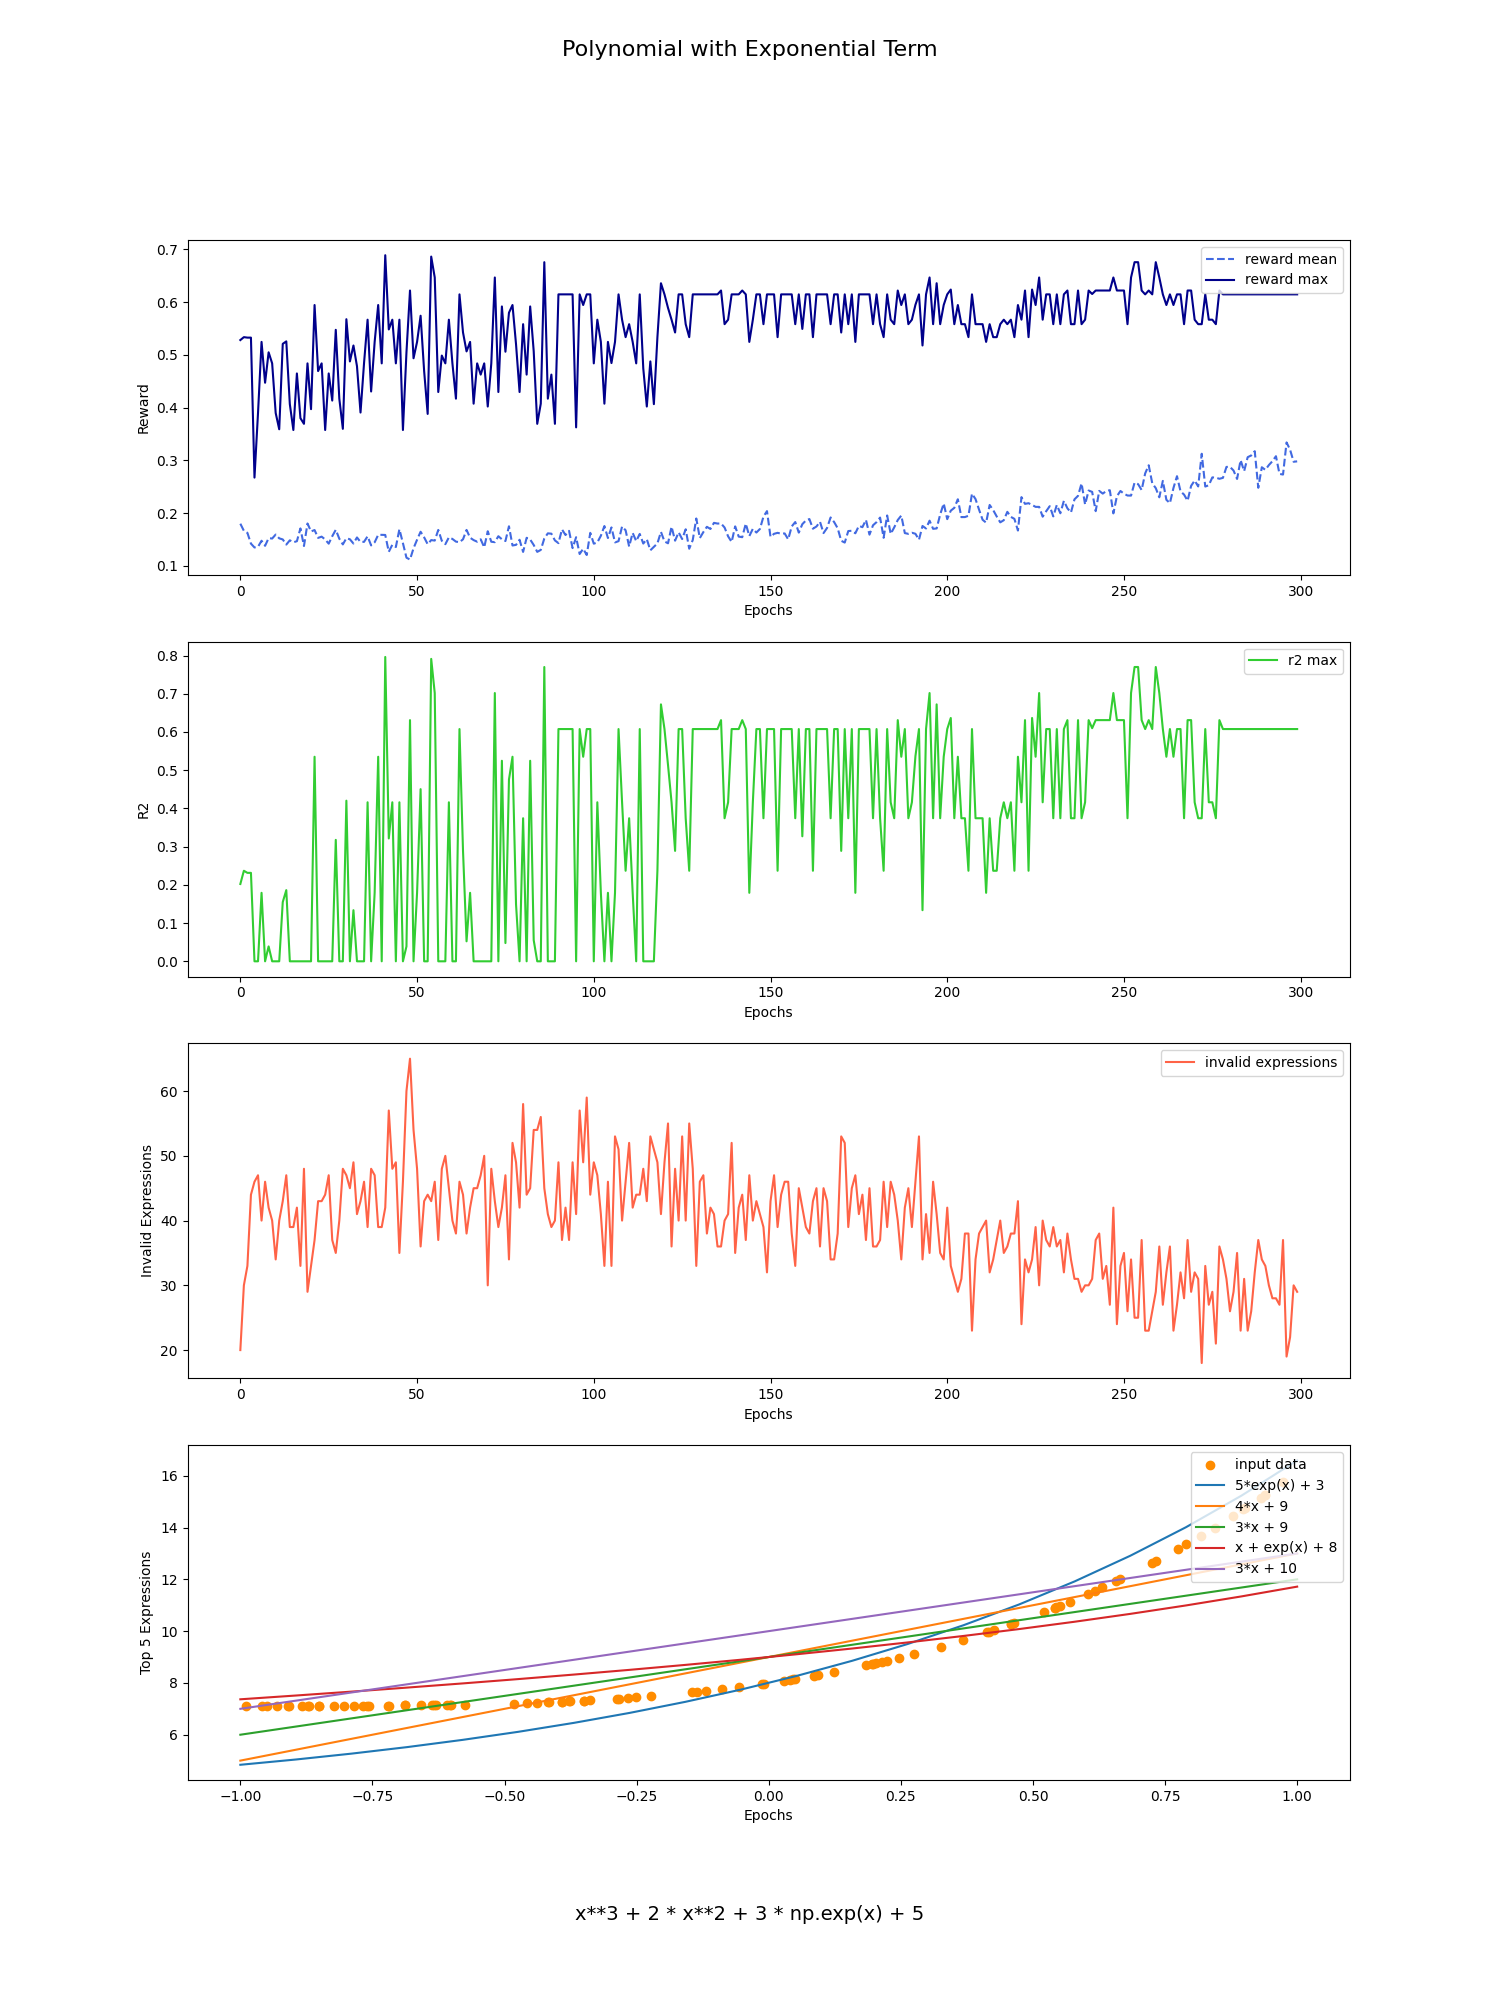 Polynomial with Exponential Term
0.7
0.6
0.5
0.4
0.3
0.2
0.1
Reward
reward mean
reward max
0 50 100 150 200 250 300
Epochs
0.8
0.7
0.6
0.5
0.4
0.3
0.2
0.1
0.0
R2
r2 max
0 50 100 150 200 250 300
Epochs
60
50
40
30
20
Invalid Expressions
invalid expressions
0 50 100 150 200 250 300
Epochs
16
14
12
10
8
6
Top 5 Expressions
input data
5*exp(x) + 3
4*x + 9
3*x + 9
x + exp(x) + 8
3*x + 10
−1.00 −0.75 −0.50 −0.25 0.00 0.25 0.50 0.75 1.00
Epochs
x**3 + 2 * x**2 + 3 * np.exp(x) + 5